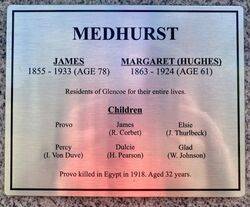 MEDHURST
JAMES MARGARET (HUGHES)
1855 - 1933 (AGE 78) 1863 - 1924 (AGE 61)
Residents of Glencoe for their entire lives.
Children
Provo James Elsie
(R. Corbet) (J. Thurlbeck)
Percy Dulcie Glad
(I. Von Duve) (H. Pearson) (W. Johnson)
Provo killed in Egypt in 1918. Aged 32 years.